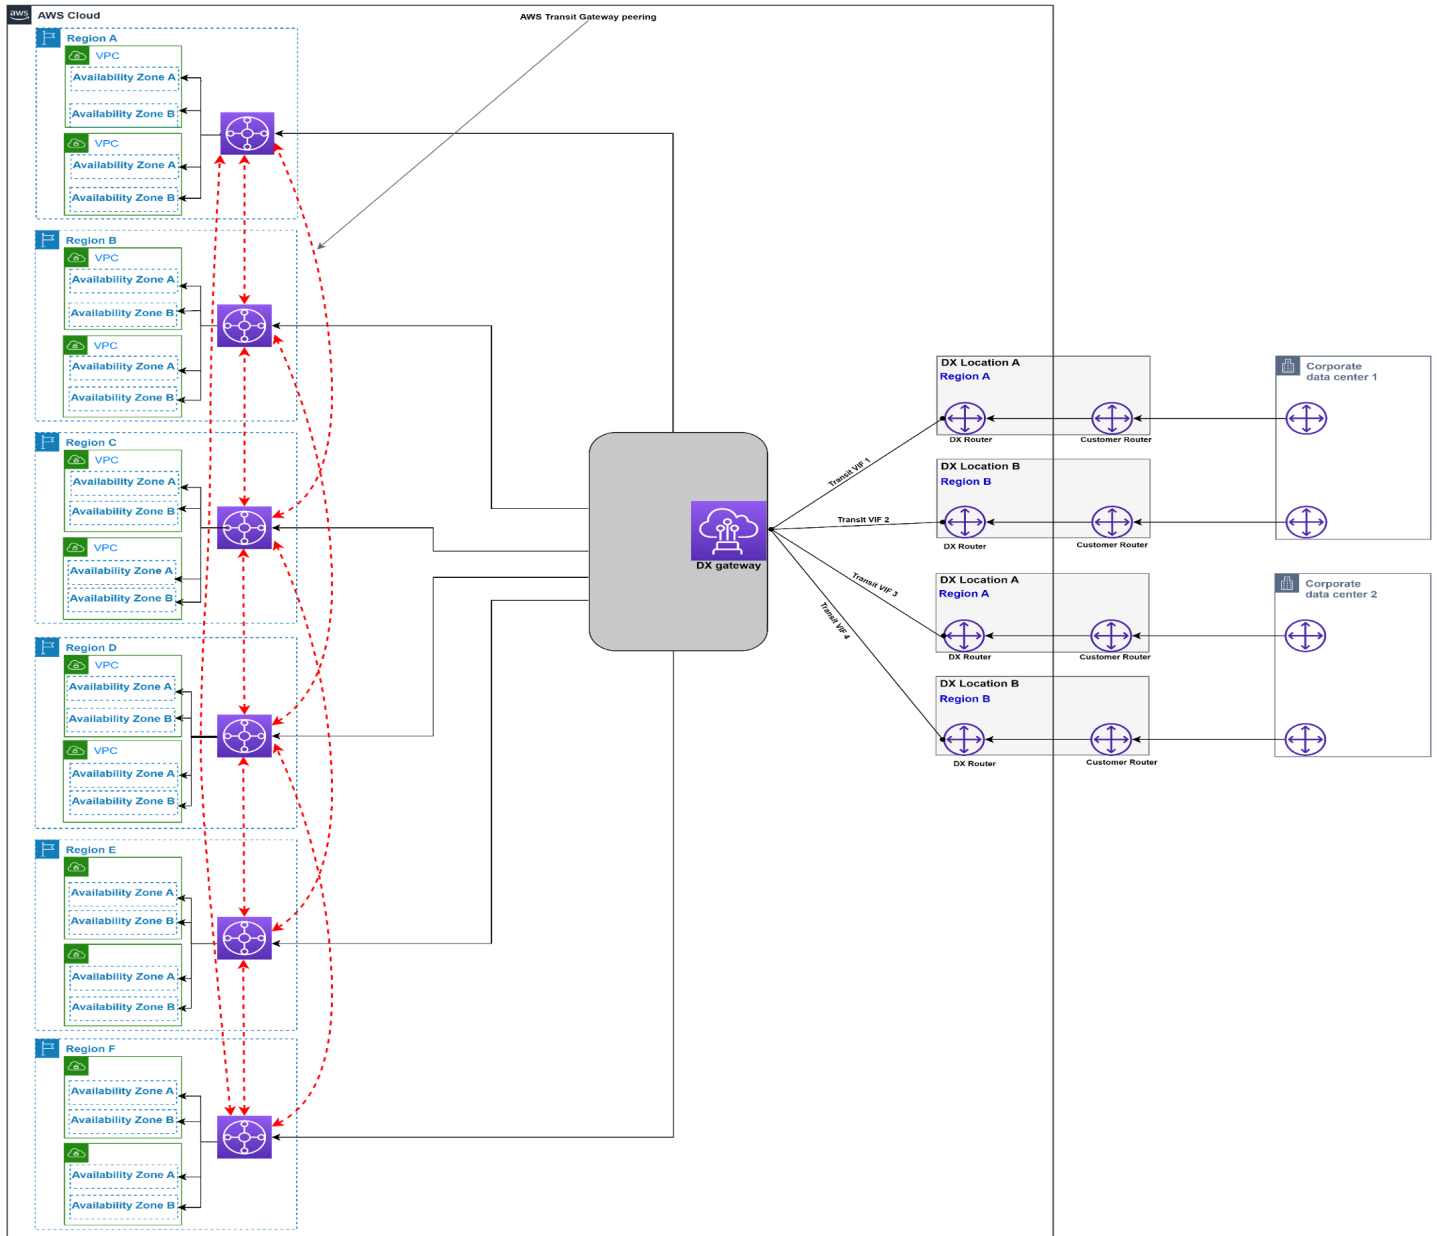 aws
AWS Cloud
AWS Transit Gateway peering
Region A
VPC
Availability Zone A
Availability Zone B
VPC
Availability Zone A
Availability Zone B
Region B
VPC
Availability Zone A
Availability Zone B
VPC
Availability Zone A
Availability Zone B
Region C
VPC
Availability Zone A
Availability Zone B
VPC
Availability Zone A
Availability Zone B
Region D
VPC
Availability Zone A
Availability Zone B
VPC
Availability Zone A
Availability Zone B
Region E
Availability Zone A
Availability Zone B
Availability Zone A
Availability Zone B
Region F
Availability Zone A
Availability Zone B
Availability Zone A
Availability Zone B
DX gateway
Transit VIF 1
Transit VIF 2
Transit VIF 3
Transit VIF 4
DX Location A
Region A
DX Router
Customer Router
DX Location B
Region B
DX Router
Customer Router
DX Location A
Region A
DX Router
Customer Router
DX Location B
Region B
DX Router
Customer Router
Corporate
data center 1
Corporate
data center 2